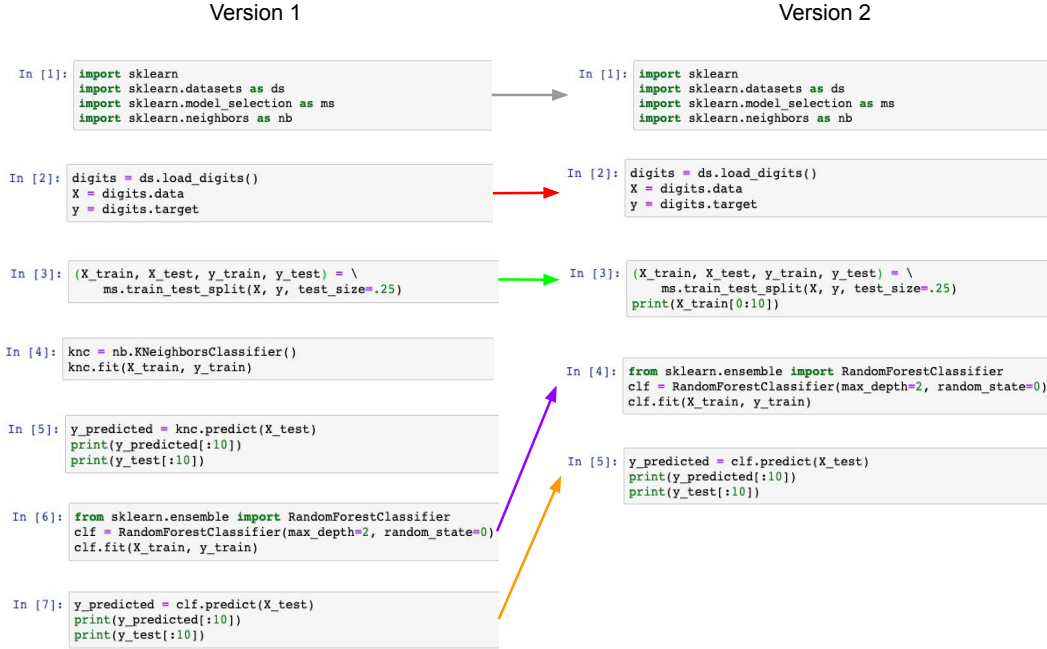 Version 1
In [1]: import sklearn
import sklearn.datasets as ds
import sklearn.model_selection as ms
import sklearn.neighbors as nb
In [2]: digits = ds.load_digits()
X = digits.data
y = digits.target
In [3]: (X_train, X_test, y_train, y_test) = \
ms.train_test_split(X, y, test_size=.25)
In [4]: knc = nb.KNeighborsClassifier()
knc.fit(X_train, y_train)
In [5]: y_predicted = knc.predict(X_test)
print(y_predicted[:10])
print(y_test[:10])
In [6]: from sklearn.ensemble import RandomForestClassifier
clf = RandomForestClassifier(max_depth=2, random_state=0)
clf.fit(X_train, y_train)
In [7]: y_predicted = clf.predict(X_test)
print(y_predicted[:10])
print(y_test[:10])
Version 2
In [1]: import sklearn
import sklearn.datasets as ds
import sklearn.model_selection as ms
import sklearn.neighbors as nb
In [2]: digits = ds.load_digits()
X = digits.data
y = digits.target
In [3]: (X_train, X_test, y_train, y_test) = \
ms.train_test_split(X, y, test_size=.25)
print(X_train[0:10])
In [4]: from sklearn.ensemble import RandomForestClassifier
clf = RandomForestClassifier(max_depth=2, random_state=0)
clf.fit(X_train, y_train)
In [5]: y_predicted = clf.predict(X_test)
print(y_predicted[:10])
print(y_test[:10])